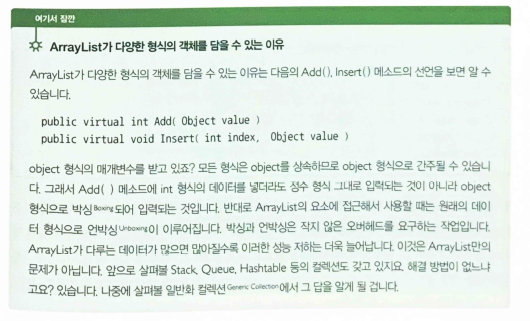 여기서 잠깐
ArrayList가 다양한 형식의 객체를 담을 수 있는 이유
ArrayList가 다양한 형식의 객체를 담을 수 있는 이유는 다음의 Add(), Insert() 메소드의 선언을 보면 알 수
있습니다.
public virtual int Add( Object value )
public virtual void Insert( int index, Object value )
object 형식의 매개변수를 받고 있죠? 모든 형식은 object를 상속하므로 object 형식으로 간주될 수 있습니
다. 그래서 Add( ) 메소드에 int 형식의 데이터를 넣더라도 정수 형식 그대로 입력되는 것이 아니라 object
형식으로 박싱Boxing되어 입력되는 것입니다. 반대로 ArrayList의 요소에 접근해서 사용할 때는 원래의 데이
터 형식으로 언박싱Unboxing이 이루어집니다. 박싱과 언박싱은 작지 않은 오버헤드를 요구하는 작업입니다.
ArrayList가 다루는 데이터가 많으면 많아질수록 이러한 성능 저하는 더욱 늘어납니다. 이것은 ArrayList만의
문제가 아닙니다. 앞으로 살펴볼 Stack, Queue, Hashtable 등의 컬렉션도 갖고 있지요. 해결 방법이 없느냐
고요? 있습니다. 나중에 살펴볼 일반화 컬렉션Generic Collection에서 그 답을 알게 될 겁니다.